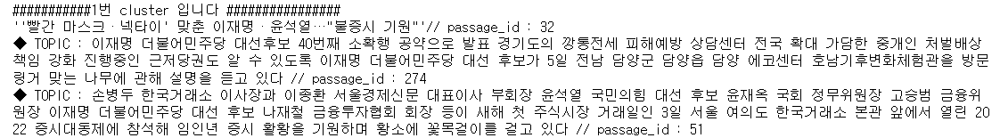 ###########1번 cluster 입니다 ################
''빨간 마스크·넥타이' 맞춘 이재명·윤석열…"불증시 기원"'// passage_id : 32
◆ TOPIC : 이재명 더불어민주당 대선후보 40번째 소확행 공약으로 발표 경기도의 깡통전세 피해예방 상담센터 전국 확대 가담한 중개인 처벌배상
책임 강화 진행중인 근저당권도 알 수 있도록 이재명 더불어민주당 대선 후보가 5일 전남 담양군 담양읍 담양 에코센터 호남기후변화체험관을 방문
링거 맞는 나무에 관해 설명을 듣고 있다 // passage_id : 274
◆ TOPIC : 손병두 한국거래소 이사장과 이종환 서울경제신문 대표이사 부회장 윤석열 국민의힘 대선 후보 윤재옥 국회 정무위원장 고승범 금융위
원장 이재명 더불어민주당 대선 후보 나재철 금융투자협회 회장 등이 새해 첫 주식시장 거래일인 3일 서울 여의도 한국거래소 본관 앞에서 열린 20
22 증시대동제에 참석해 임인년 증시 활황을 기원하며 황소에 꽃목걸이를 걸고 있다 // passage_id : 51